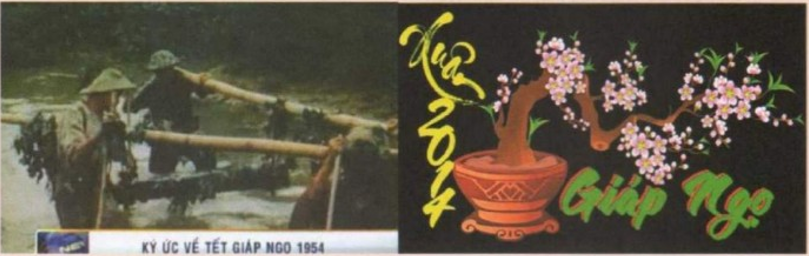 KÝ ỨC VỀ TẾT GIÁP NGO 1954
Xuân 2014
Giáp Ngọ